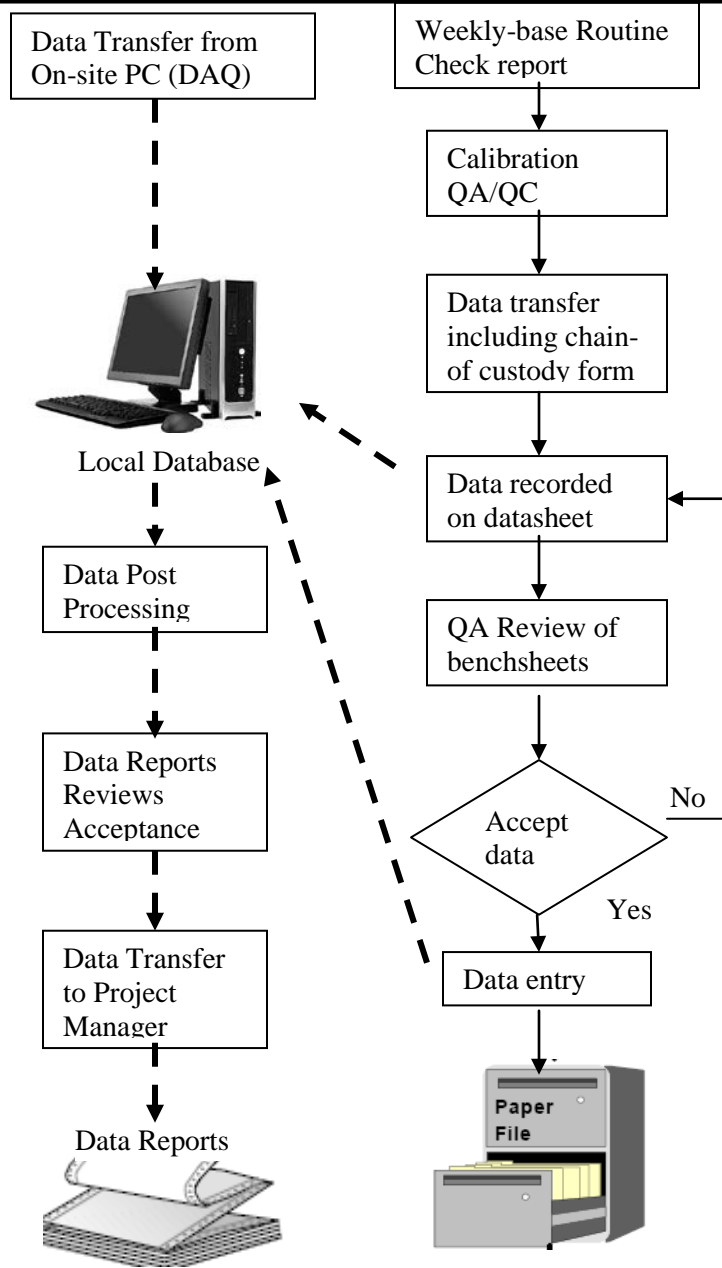 Data Transfer from
On-site PC (DAQ)
Local Database
Data Post
Processing
Data Reports
Reviews
Acceptance
Data Transfer
to Project
Manager
Data Reports
Weekly-base Routine
Check report
Calibration
QA/QC
Data transfer
including chain-
of custody form
Data recorded
on datasheet
QA Review of
benchsheets
Accept
data
No
Yes
Data entry
Paper
File